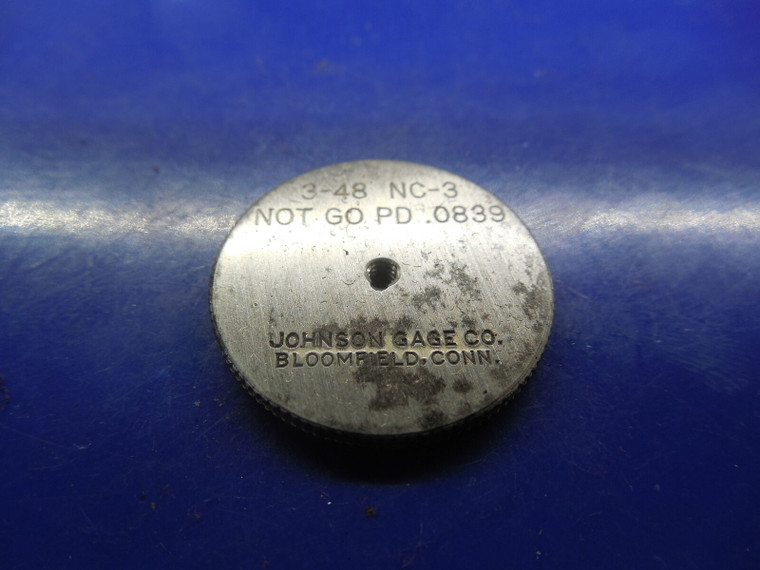 3-48 NC-3
NOT GO PD .0839
JOHNSON GAGE CO.
BLOOMFIELD, CONN.